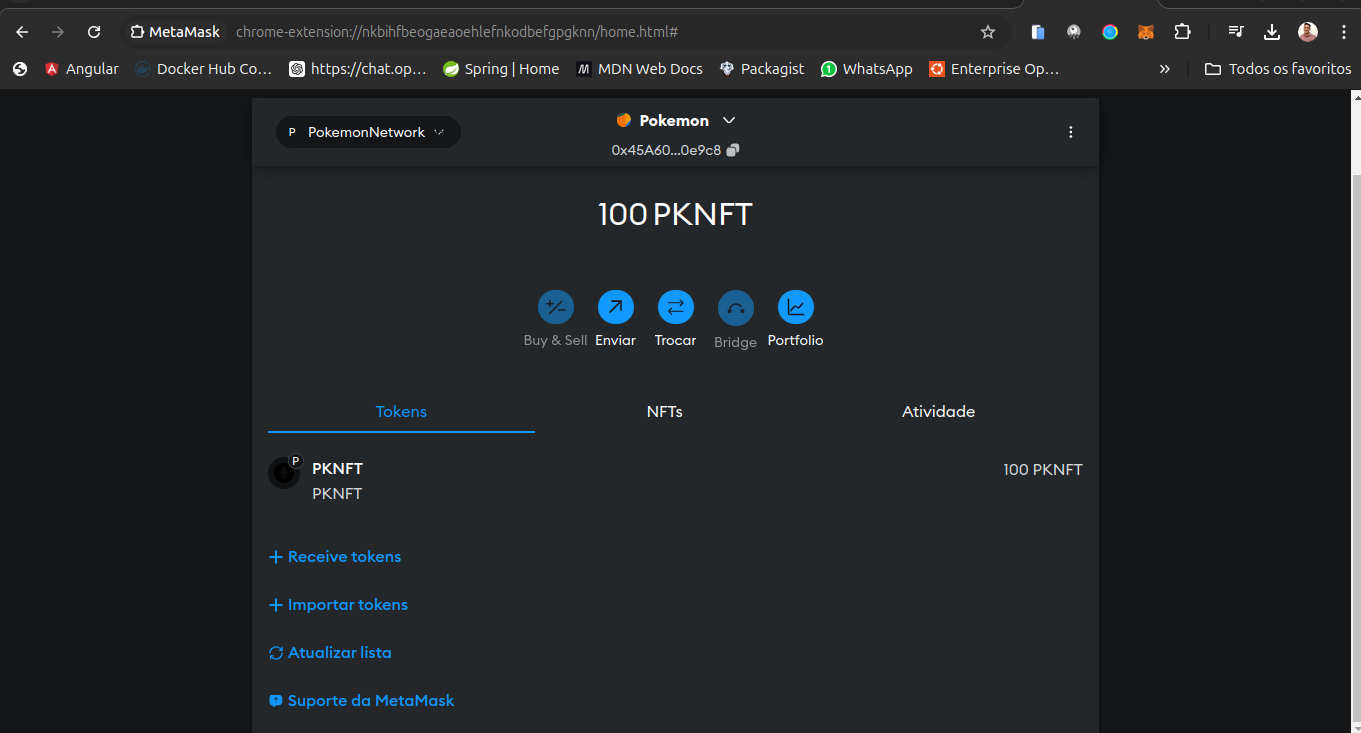 MetaMask chrome-extension://nkbihfbeogaeaoehlefnkodbefgpgknn/home.html#
Angular Docker Hub Co… https://chat.op… Spring | Home MDN Web Docs Packagist WhatsApp Enterprise Op… » Todos os favoritos
P PokemonNetwork
Pokemon
0x45A60...0e9c8
100 PKNFT
Buy & Sell Enviar Trocar Bridge Portfolio
Tokens NFTs Atividade
P
PKNFT 100 PKNFT
PKNFT
+ Receive tokens
+ Importar tokens
Atualizar lista
Suporte da MetaMask